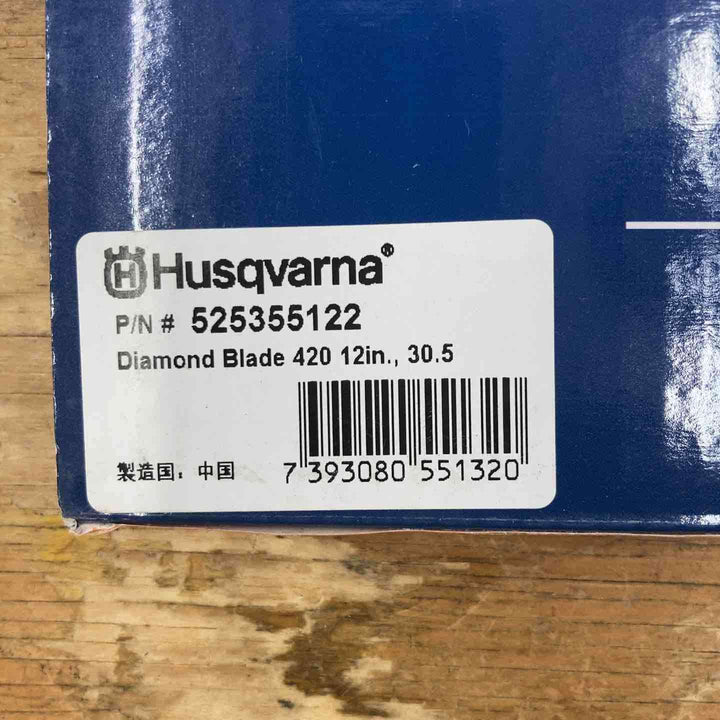 Husqvarna®
P/N # 525355122
Diamond Blade 420 12in., 30.5
製造国: 中国
7 393080 551320